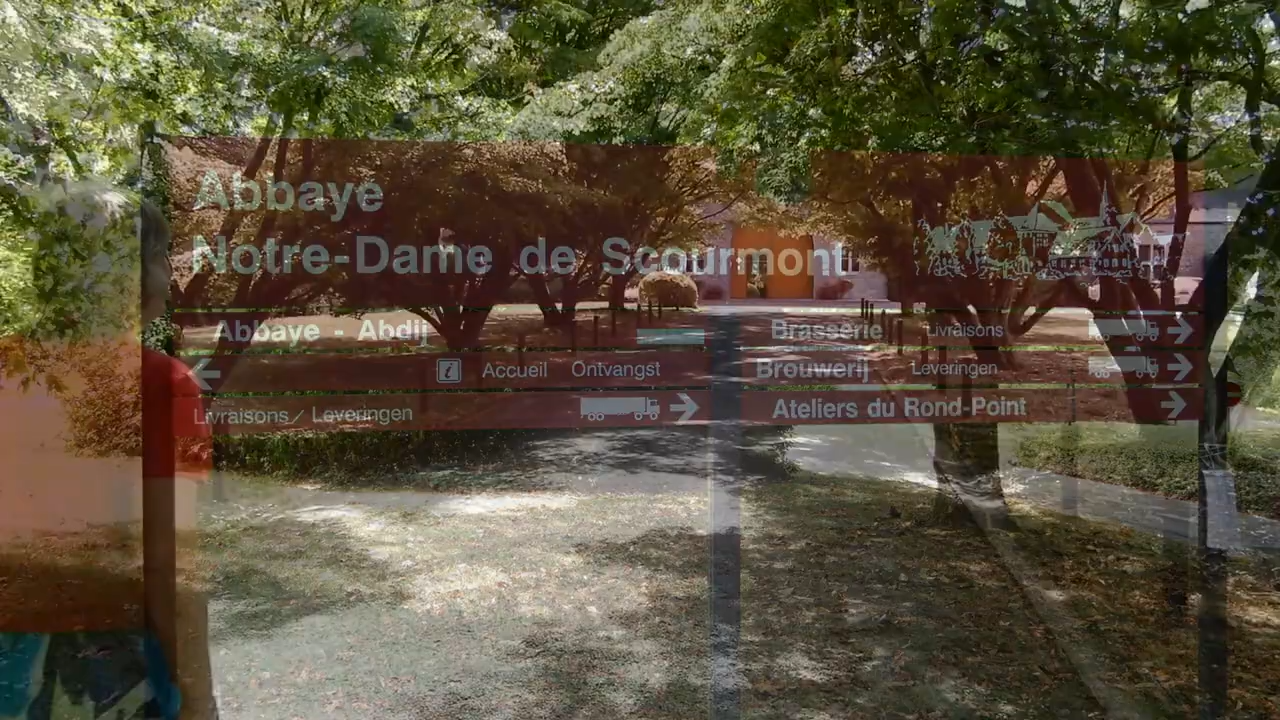 Abbaye
Notre-Dame de Scourmont
Abbaye - Abdij
i Accueil Ontvangst
Livraisons / Leveringen
Brasserie Livraisons
Brouwerij Leveringen
Ateliers du Rond-Point